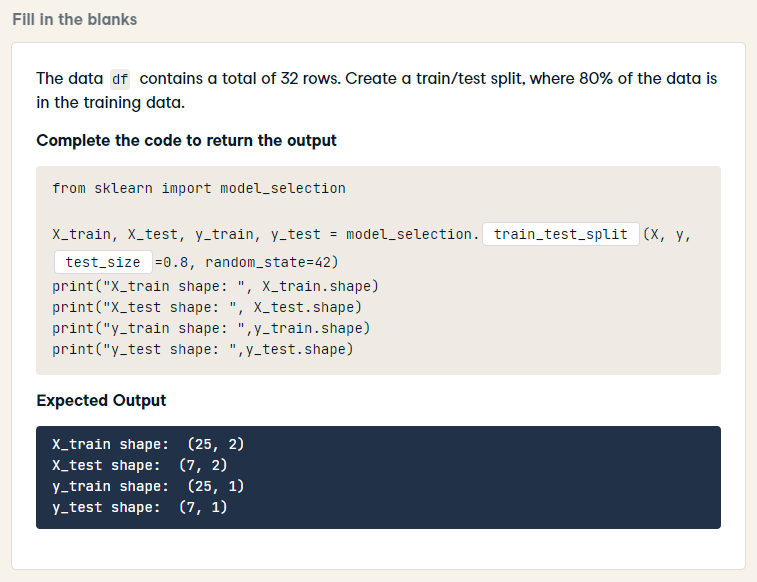 Fill in the blanks
The data df contains a total of 32 rows. Create a train/test split, where 80% of the data is
in the training data.
Complete the code to return the output
from sklearn import model_selection
X_train, X_test, y_train, y_test = model_selection. train_test_split (X, y,
test_size =0.8, random_state=42)
print("X_train shape: ", X_train.shape)
print("X_test shape: ", X_test.shape)
print("y_train shape: ",y_train.shape)
print("y_test shape: ",y_test.shape)
Expected Output
X_train shape:  (25, 2)
X_test shape:  (7, 2)
y_train shape:  (25, 1)
y_test shape:  (7, 1)